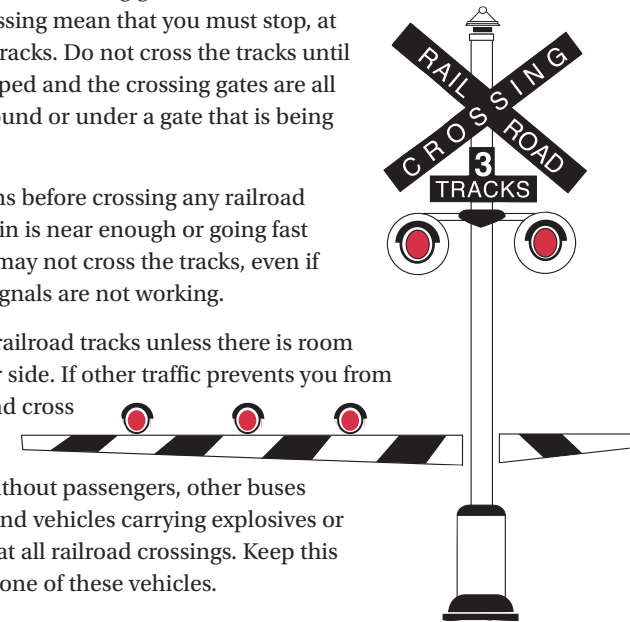 ssing mean that you must stop, at
racks. Do not cross the tracks until
ped and the crossing gates are all
ound or under a gate that is being
ns before crossing any railroad
in is near enough or going fast
may not cross the tracks, even if
gnals are not working.
railroad tracks unless there is room
r side. If other traffic prevents you from
nd cross
ithout passengers, other buses
nd vehicles carrying explosives or
at all railroad crossings. Keep this
one of these vehicles.
RAIL ROAD
CROSSING
3
TRACKS